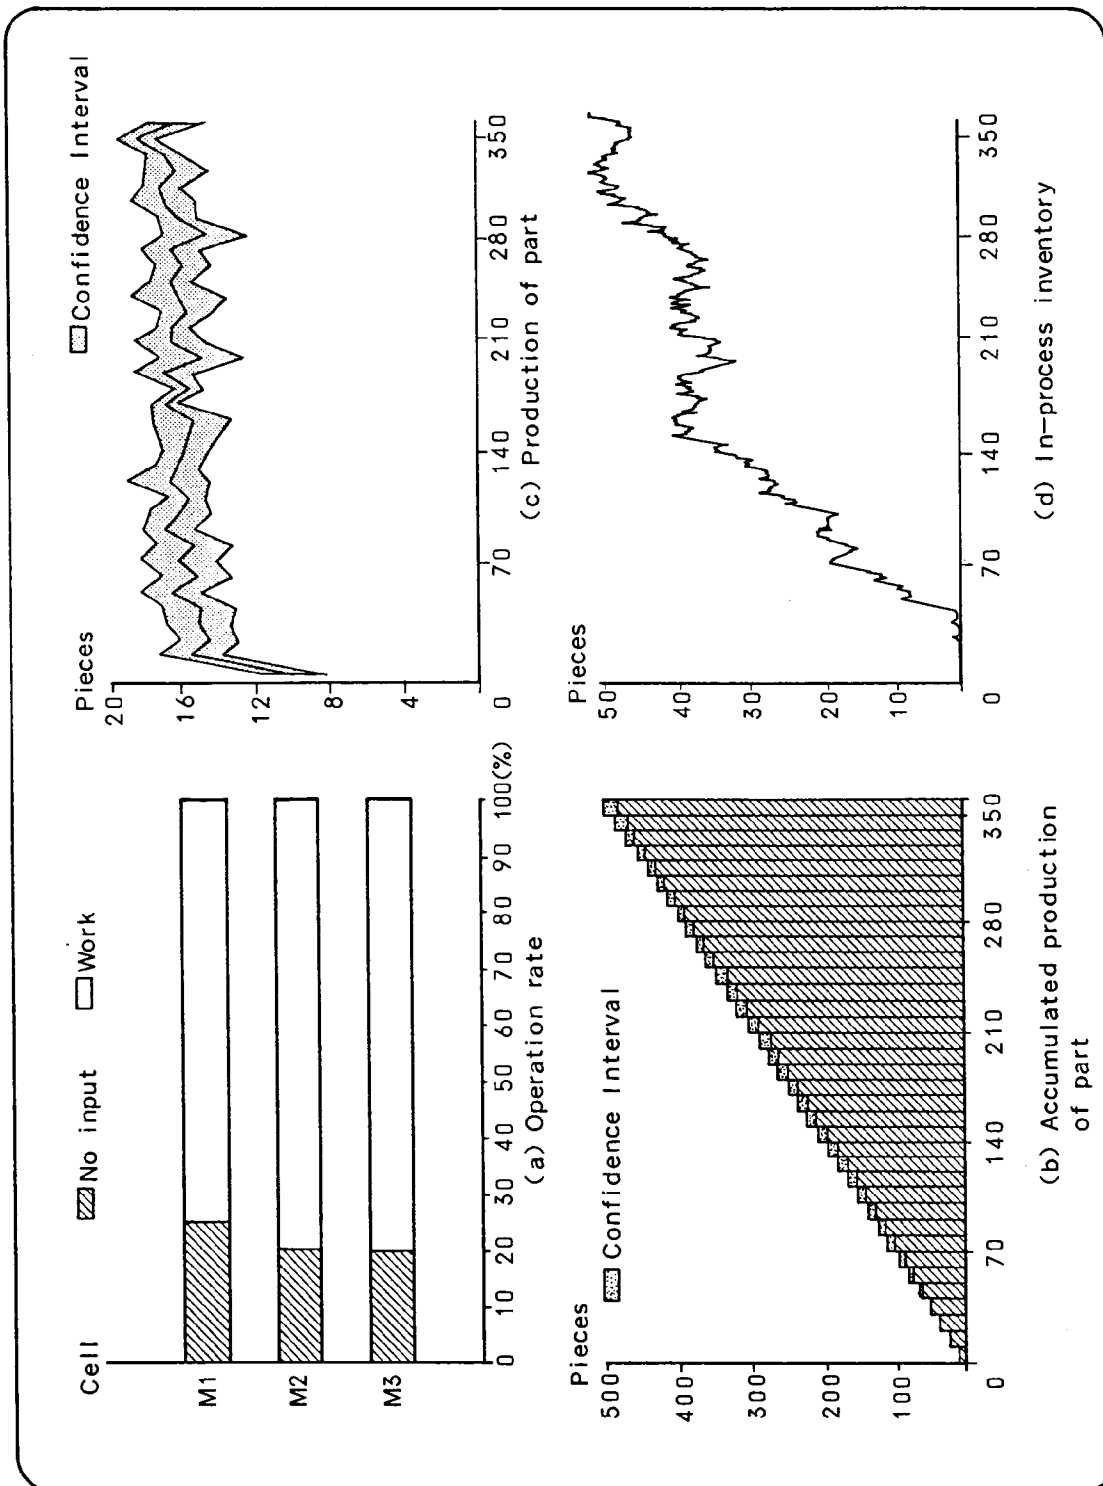 Cell
No input
Work
M1
M2
M3
0 10 20 30 40 50 60 70 80 90 100(%)
(a) Operation rate
Pieces
Confidence Interval
20
16
12
8
4
0 70 140 210 280 350
(c) Production of part
Pieces
Confidence Interval
500
400
300
200
100
0 70 140 210 280 350
(b) Accumulated production
of part
Pieces
50
40
30
20
10
0 70 140 210 280 350
(d) In-process inventory